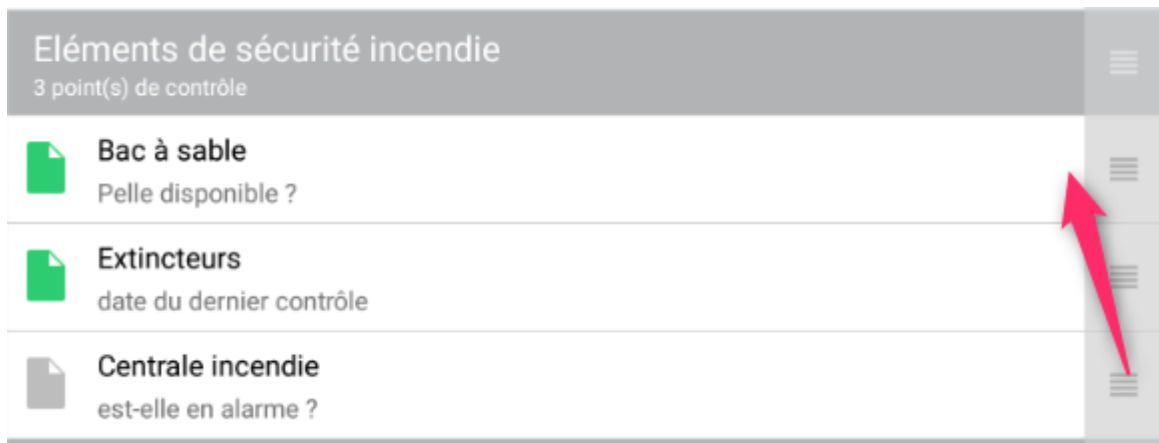 Eléments de sécurité incendie
3 point(s) de contrôle
Bac à sable
Pelle disponible ?
Extincteurs
date du dernier contrôle
Centrale incendie
est-elle en alarme ?